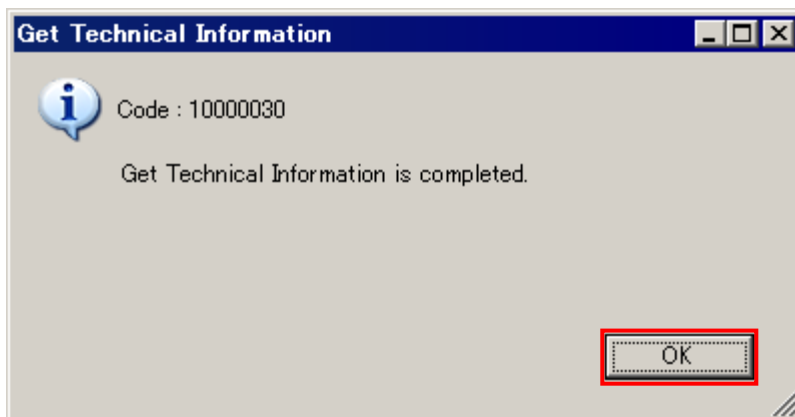 Get Technical Information
Code : 10000030
Get Technical Information is completed.
OK